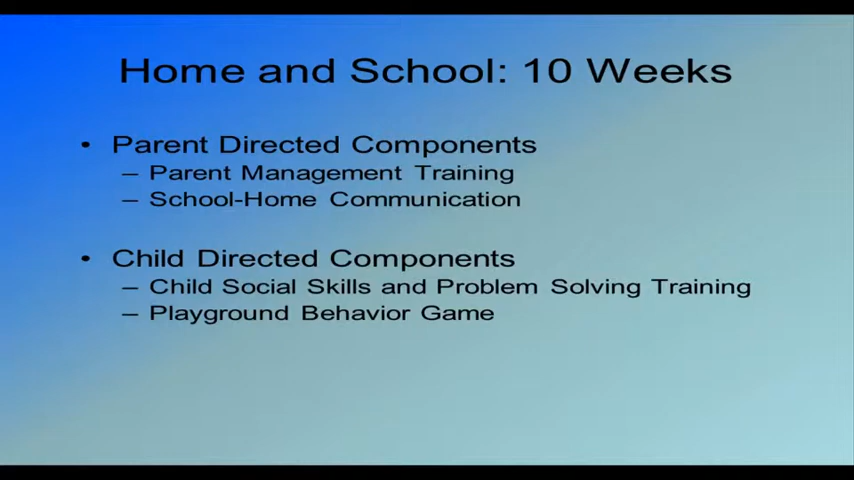 Home and School: 10 Weeks
• Parent Directed Components
– Parent Management Training
– School-Home Communication
• Child Directed Components
– Child Social Skills and Problem Solving Training
– Playground Behavior Game